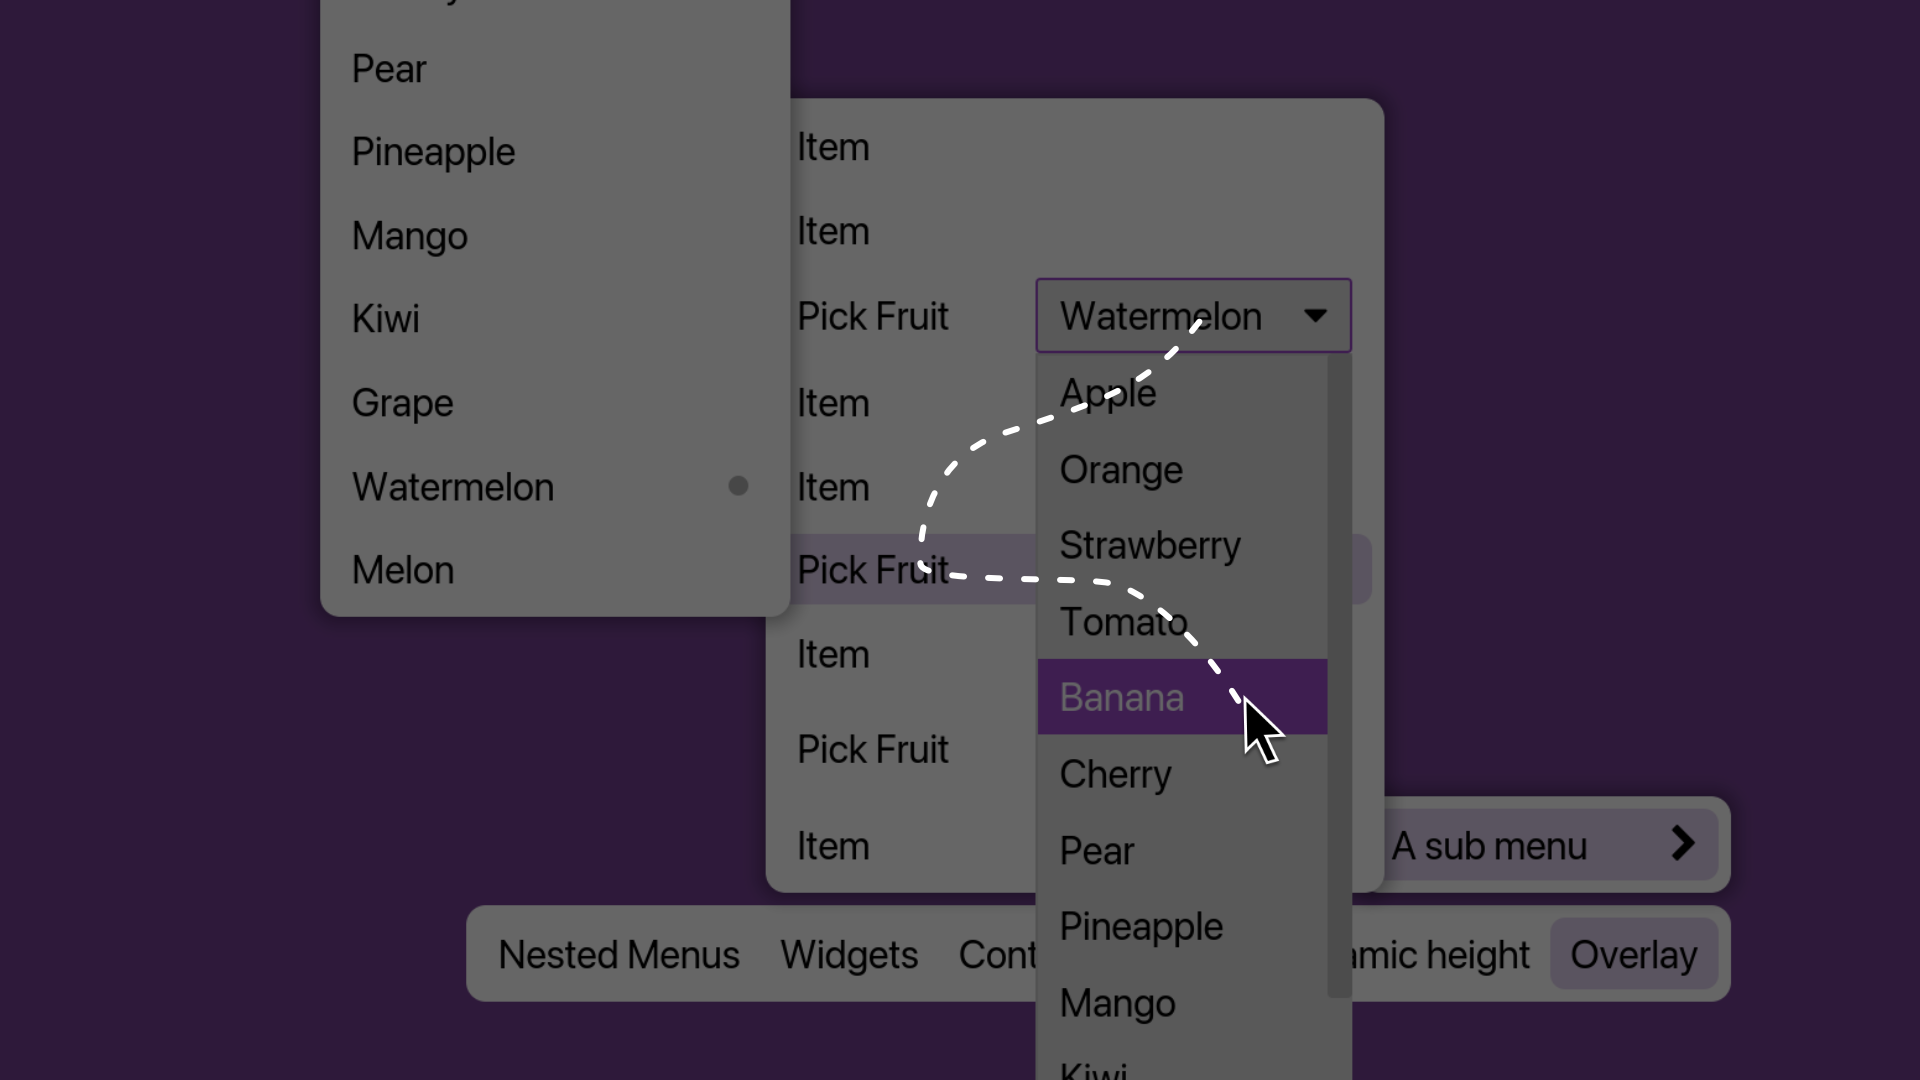 Pear
Pineapple
Mango
Kiwi
Grape
Watermelon
Melon
Item
Item
Pick Fruit
Item
Item
Pick Fruit
Item
Pick Fruit
Item
Watermelon
Apple
Orange
Strawberry
Tomato
Banana
Cherry
Pear
Pineapple
Mango
Kiwi
A sub menu
Nested Menus Widgets Cont amic height Overlay